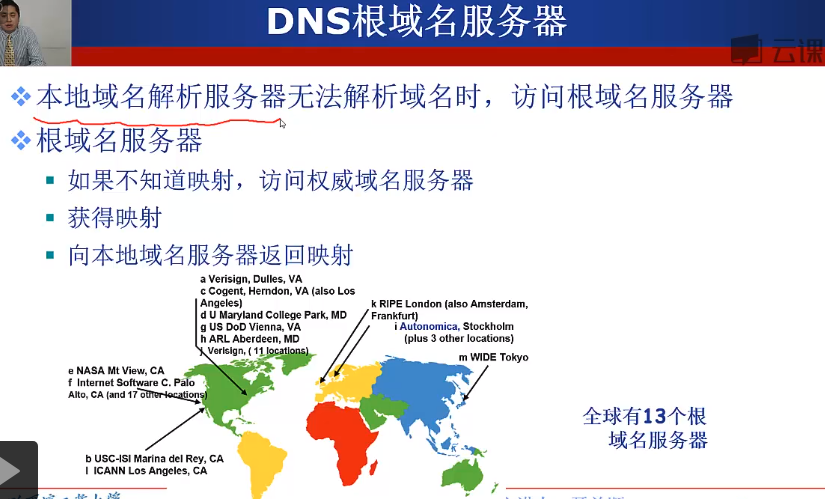 DNS根域名服务器
云课
本地域名解析服务器无法解析域名时，访问根域名服务器
根域名服务器
如果不知道映射，访问权威域名服务器
获得映射
向本地域名服务器返回映射
a Verisign, Dulles, VA
c Cogent, Herndon, VA (also Los
Angeles)
d U Maryland College Park, MD
g US DoD Vienna, VA
h ARL Aberdeen, MD
j Verisign, ( 11 locations)
k RIPE London (also Amsterdam,
Frankfurt)
i Autonomica, Stockholm
(plus 3 other locations)
m WIDE Tokyo
e NASA Mt View, CA
f Internet Software C. Palo
Alto, CA (and 17 other locations)
b USC-ISI Marina del Rey, CA
l ICANN Los Angeles, CA
全球有13个根
域名服务器